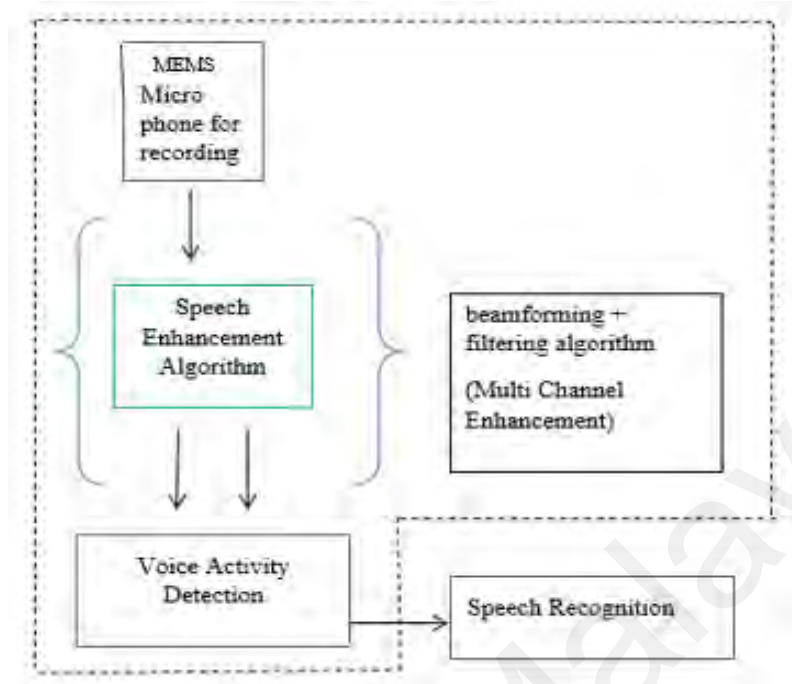 MEMS
Micro
phone for
recording
Speech
Enhancement
Algorithm
beamforming +
filtering algorithm
(Multi Channel
Enhancement)
Voice Activity
Detection
Speech Recognition